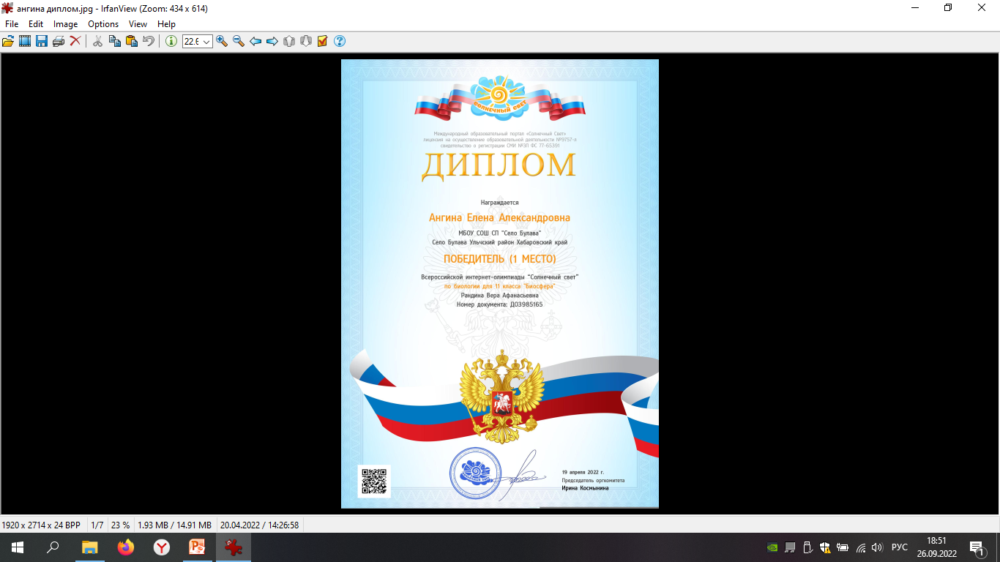 ангина диплом.jpg - IrfanView (Zoom: 434 x 614)
File Edit Image Options View Help
СОЛНЕЧНЫЙ СВЕТ
Международный образовательный портал «Солнечный Свет»
лицензия на осуществление образовательной деятельности №9757-л
свидетельство о регистрации СМИ №ЭЛ ФС 77-65391
ДИПЛОМ
Награждается
Ангина Елена Александровна
МБОУ СОШ СП "Село Булава"
Село Булава Ульчский район Хабаровский край
ПОБЕДИТЕЛЬ (1 МЕСТО)
Всероссийской интернет-олимпиады "Солнечный свет"
по биологии для 11 класса "Биосфера"
Рандина Вера Афанасьевна
Номер документа: ДО3985165
19 апреля 2022 г.
Председатель оргкомитета
Ирина Космынина
1920 x 2714 x 24 BPP 1/7 23 % 1.93 MB / 14.91 MB 20.04.2022 / 14:26:58
РУС
18:51
26.09.2022
1